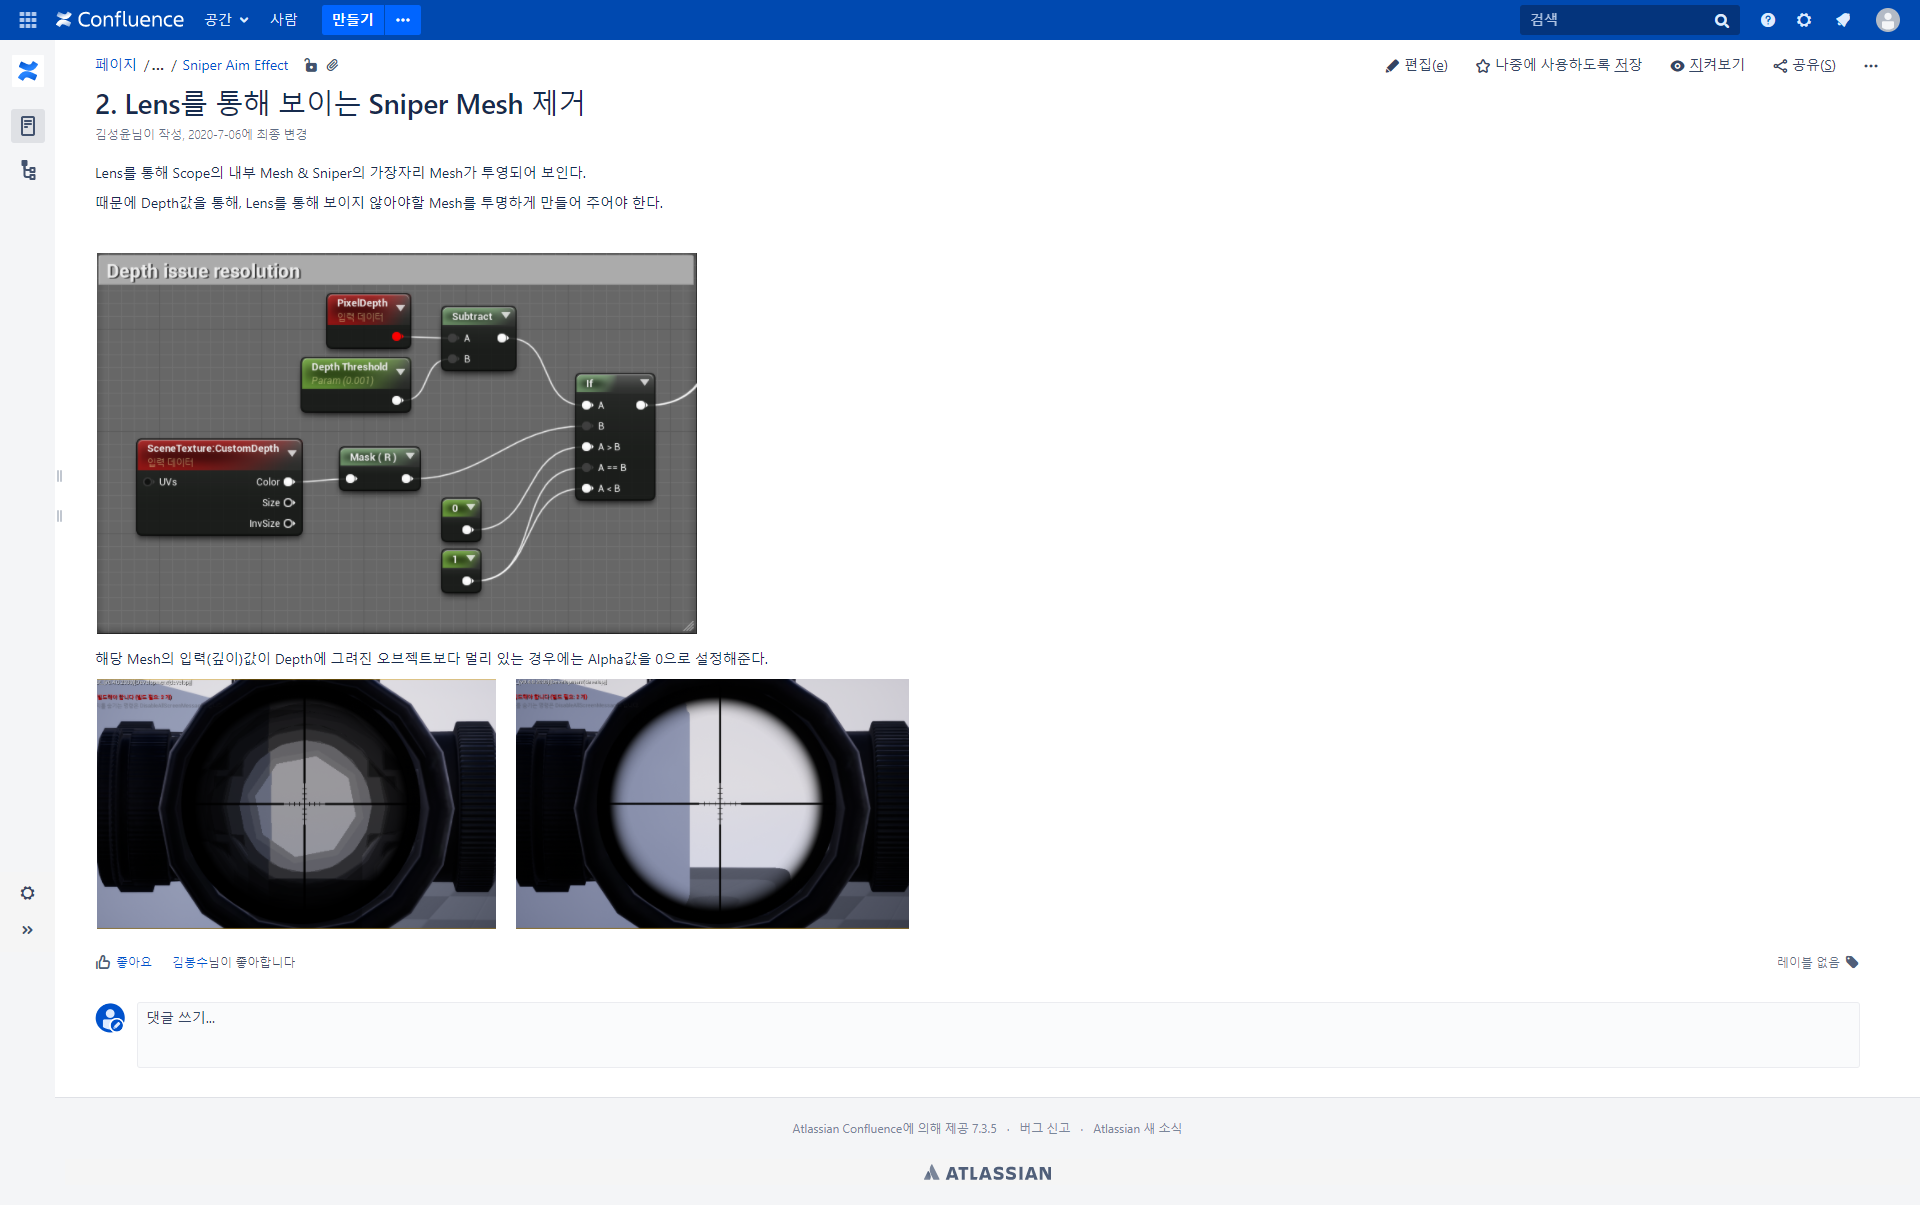 Confluence 공간 사람 만들기 ··· 검색
페이지 /... / Sniper Aim Effect 편집(e) 나중에 사용하도록 저장 지켜보기 공유(S) ···
2. Lens를 통해 보이는 Sniper Mesh 제거
김성윤님이 작성, 2020-7-06에 최종 변경
Lens를 통해 Scope의 내부 Mesh & Sniper의 가장자리 Mesh가 투영되어 보인다.
때문에 Depth값을 통해, Lens를 통해 보이지 않아야할 Mesh를 투명하게 만들어 주어야 한다.
Depth issue resolution
PixelDepth
입력 데이터
Subtract
A
B
Depth Threshold
Param (0.001)
If
A
B
A > B
A == B
A < B
SceneTexture:CustomDepth
입력 데이터
UVs Color
Size
InvSize
Mask ( R )
0
1
해당 Mesh의 입력(깊이)값이 Depth에 그려진 오브젝트보다 멀리 있는 경우에는 Alpha값을 0으로 설정해준다.
좋아요 김봉수님이 좋아합니다 레이블 없음
댓글 쓰기...
Atlassian Confluence에 의해 제공 7.3.5 · 버그 신고 · Atlassian 새 소식
ATLASSIAN